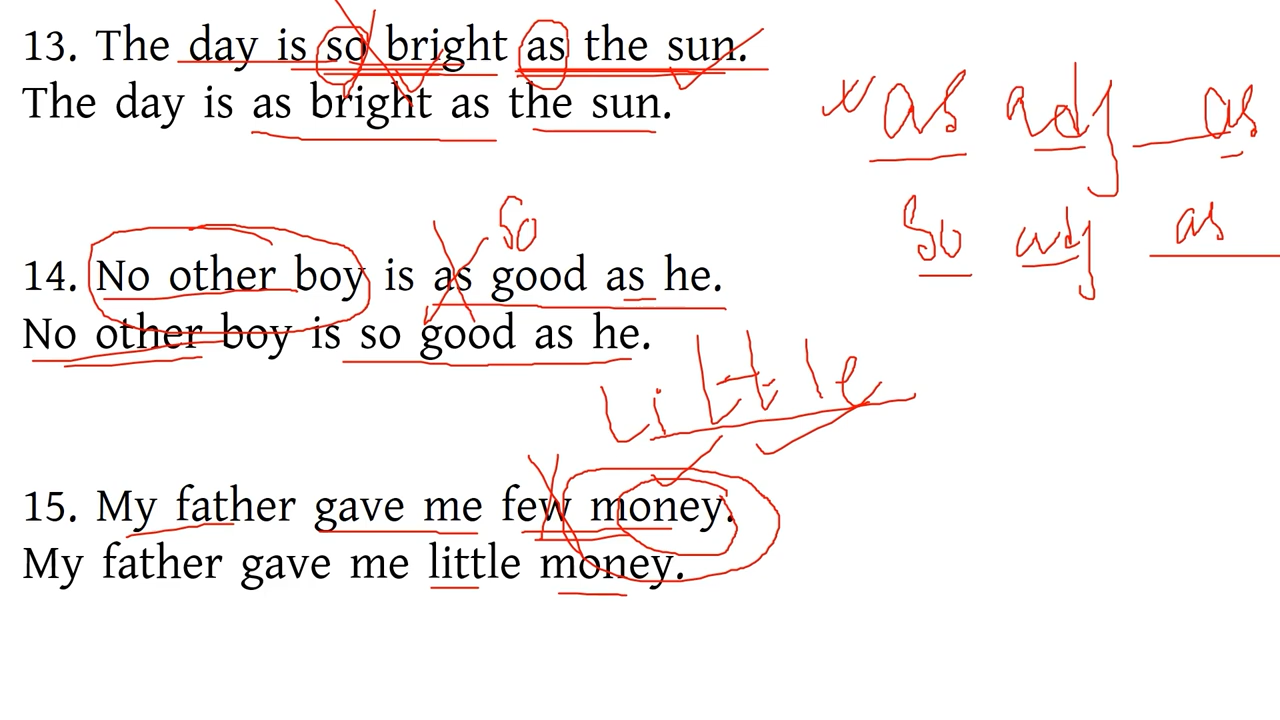 13. The day is so bright as the sun.
The day is as bright as the sun.
as adj as
so adj as
So
14. No other boy is as good as he.
No other boy is so good as he.
Little
15. My father gave me few money.
My father gave me little money.